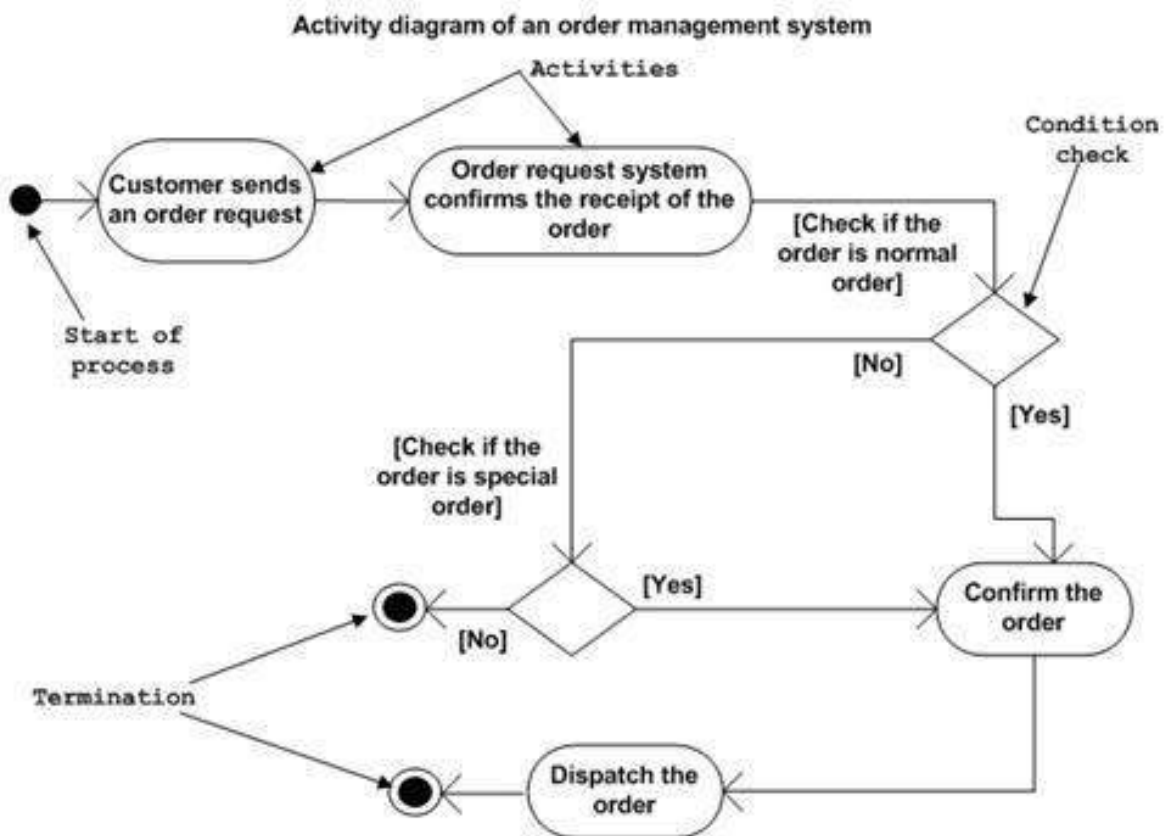 Activity diagram of an order management system
Activities
Condition
check
Customer sends
an order request
Order request system
confirms the receipt of the
order
[Check if the
order is normal
order]
Start of
process
[No]
[Yes]
[Check if the
order is special
order]
[Yes]
[No]
Confirm the
order
Termination
Dispatch the
order